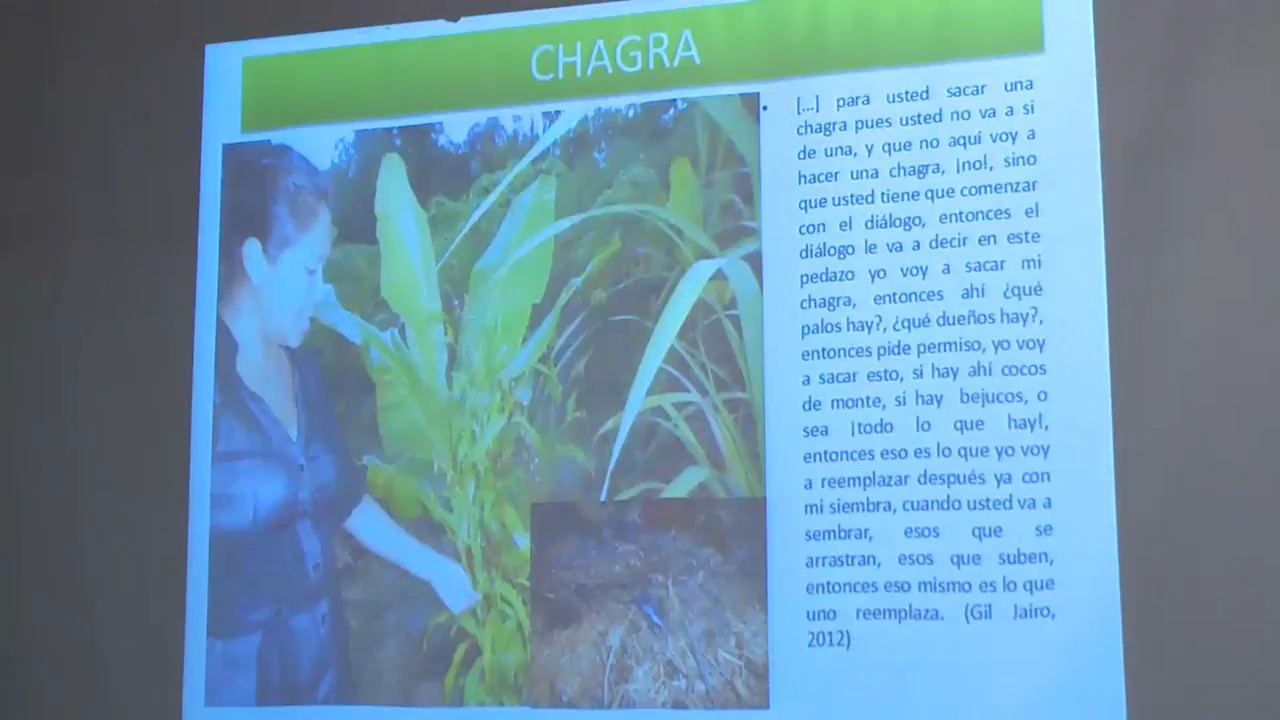 CHAGRA
• [...] para usted sacar una
chagra pues usted no va a si
de una, y que no aquí voy a
hacer una chagra, ¡no!, sino
que usted tiene que comenzar
con el diálogo, entonces el
diálogo le va a decir en este
pedazo yo voy a sacar mi
chagra, entonces ahí ¿qué
palos hay?, ¿qué dueños hay?,
entonces pide permiso, yo voy
a sacar esto, si hay ahí cocos
de monte, si hay bejucos, o
sea ¡todo lo que hay!,
entonces eso es lo que yo voy
a reemplazar después ya con
mi siembra, cuando usted va a
sembrar, esos que se
arrastran, esos que suben,
entonces eso mismo es lo que
uno reemplaza. (Gil Jairo,
2012)